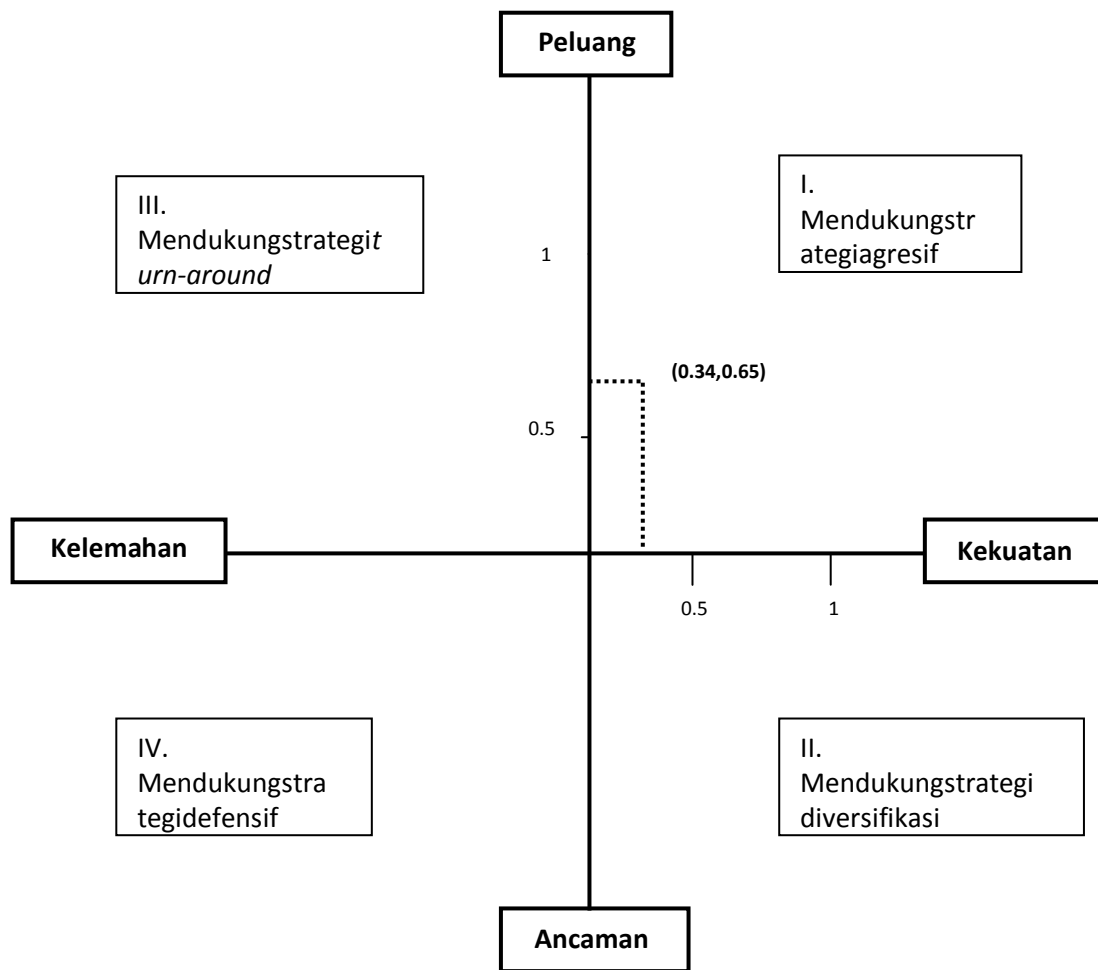 Peluang
III.
Mendukungstrategit
urn-around
I.
Mendukungstr
ategiagresif
1
(0.34,0.65)
0.5
Kelemahan
Kekuatan
0.5
1
IV.
Mendukungstra
tegidefensif
II.
Mendukungstrategi
diversifikasi
Ancaman